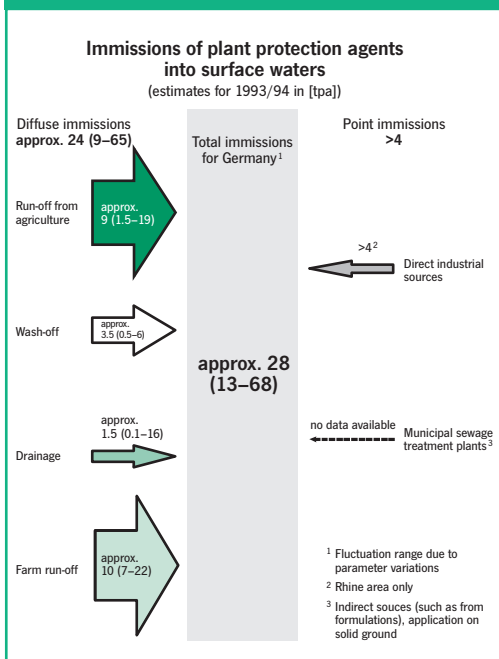 Immissions of plant protection agents
into surface waters
(estimates for 1993/94 in [tpa])
Diffuse immissions
approx. 24 (9–65)
Total immissions
for Germany¹
Point immissions
>4
Run-off from
agriculture
approx.
9 (1.5–19)
>4²
Direct industrial
sources
Wash-off
approx.
3.5 (0.5–6)
approx. 28
(13–68)
approx.
1.5 (0.1–16)
Drainage
no data available
Municipal sewage
treatment plants³
Farm run-off
approx.
10 (7–22)
¹ Fluctuation range due to
parameter variations
² Rhine area only
³ Indirect souces (such as from
formulations), application on
solid ground